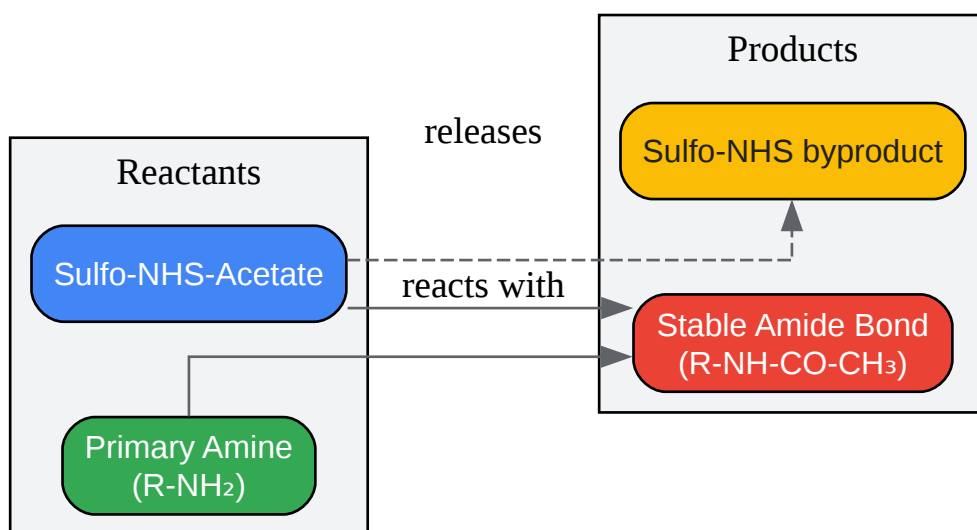 Products
releases
Sulfo-NHS byproduct
Reactants
Sulfo-NHS-Acetate
reacts with
Stable Amide Bond
(R-NH-CO-CH₃)
Primary Amine
(R-NH₂)